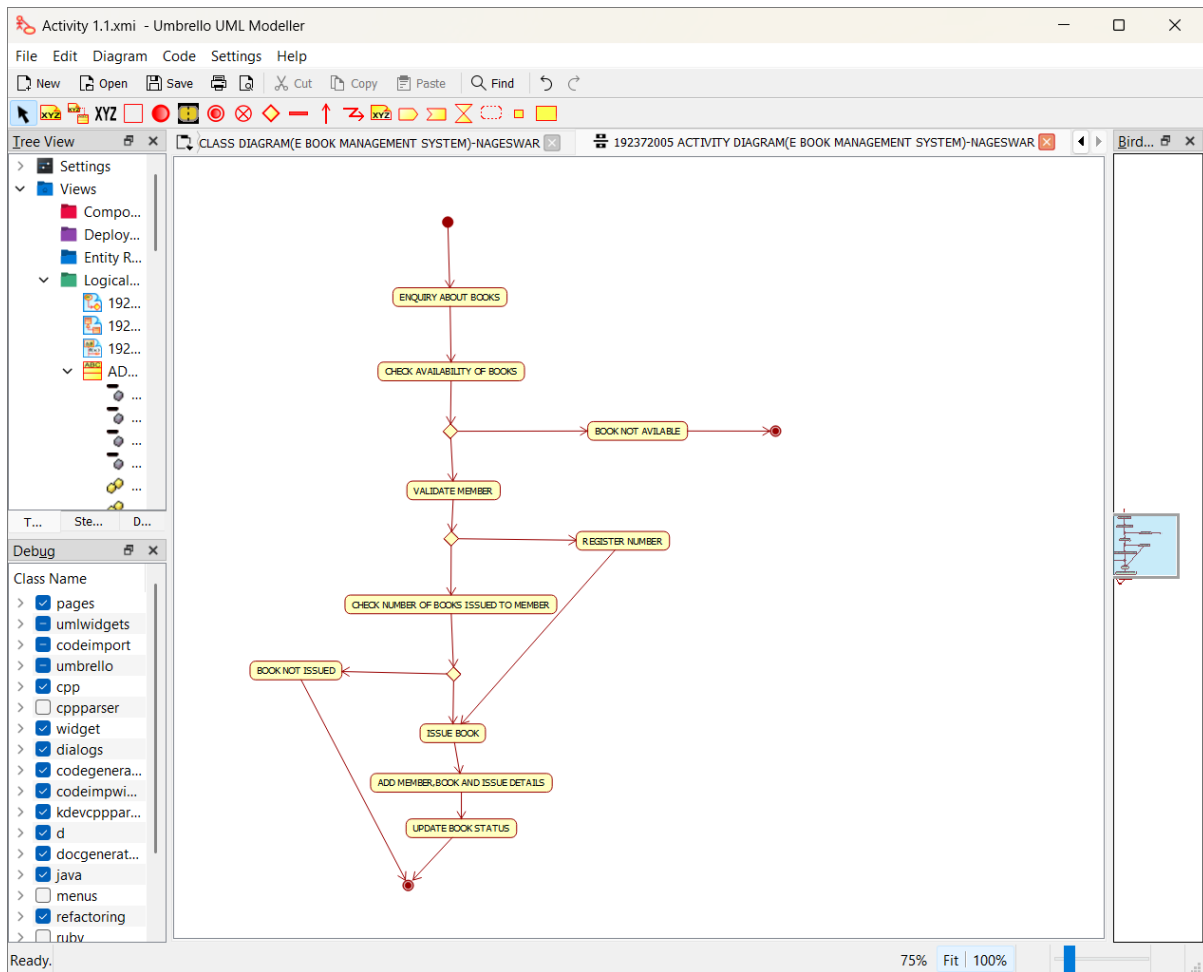 Activity 1.1.xmi - Umbrello UML Modeller
File Edit Diagram Code Settings Help
New Open Save Cut Copy Paste Find
XYZ XYZ XYZ XYZ
Tree View
CLASS DIAGRAM(E BOOK MANAGEMENT SYSTEM)-NAGESWAR
192372005 ACTIVITY DIAGRAM(E BOOK MANAGEMENT SYSTEM)-NAGESWAR
Bird...
Settings
Views
Compo...
Deploy...
Entity R...
Logical...
192...
192...
192...
ABC AD...
...
...
...
...
...
T... Ste... D...
Debug
Class Name
pages
umlwidgets
codeimport
umbrello
cpp
cppparser
widget
dialogs
codegenera...
codeimpwi...
kdevcpppar...
d
docgenerat...
java
menus
refactoring
ruby
ENQUIRY ABOUT BOOKS
CHECK AVAILABILITY OF BOOKS
BOOK NOT AVILABLE
VALIDATE MEMBER
REGISTER NUMBER
CHECK NUMBER OF BOOKS ISSUED TO MEMBER
BOOK NOT ISSUED
ISSUE BOOK
ADD MEMBER,BOOK AND ISSUE DETAILS
UPDATE BOOK STATUS
Ready.
75% Fit 100%